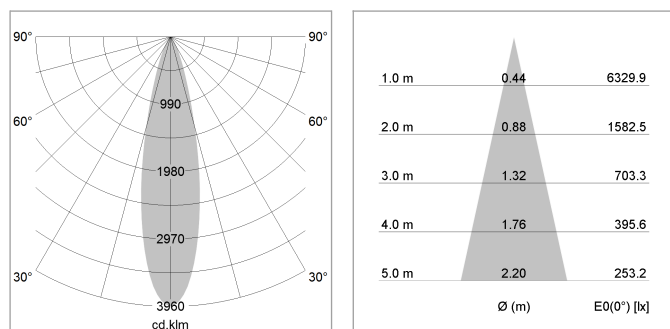 90° 90°
990
60° 60°
1980
2970
30° 30°
3960
cd.klm
1.0 m 0.44 6329.9
2.0 m 0.88 1582.5
3.0 m 1.32 703.3
4.0 m 1.76 395.6
5.0 m 2.20 253.2
Ø (m) E0(0°) [lx]